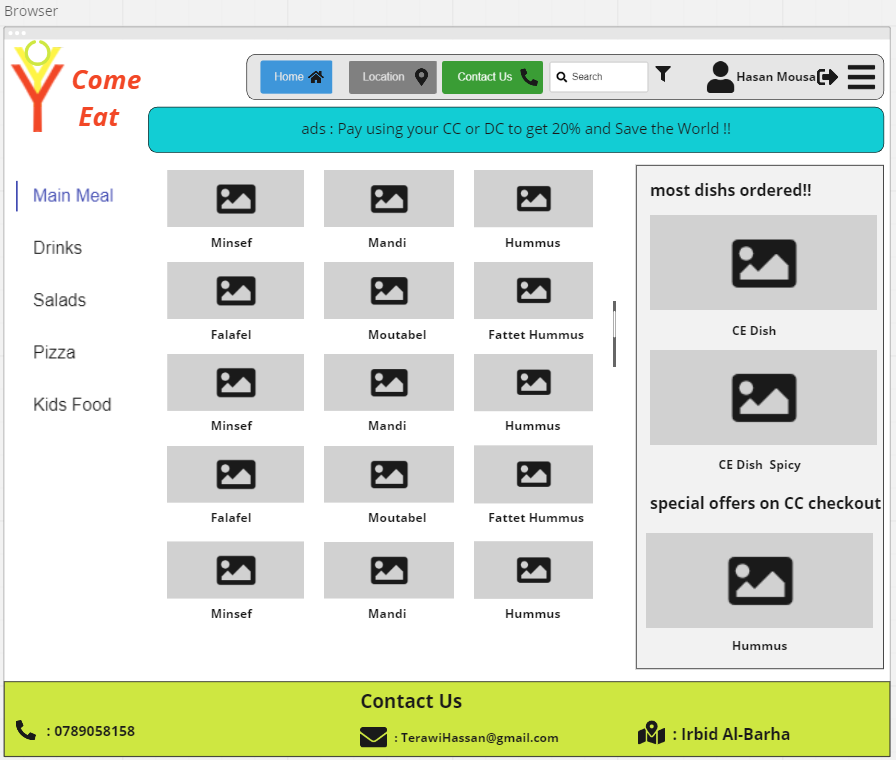 Browser
Come
Eat
Home
Location
Contact Us
Search
Hasan Mousa
ads : Pay using your CC or DC to get 20% and Save the World !!
Main Meal
Drinks
Salads
Pizza
Kids Food
Minsef Mandi Hummus
Falafel Moutabel Fattet Hummus
Minsef Mandi Hummus
Falafel Moutabel Fattet Hummus
Minsef Mandi Hummus
most dishs ordered!!
CE Dish
CE Dish Spicy
special offers on CC checkout
Hummus
Contact Us
: 0789058158
: TerawiHassan@gmail.com
: Irbid Al-Barha